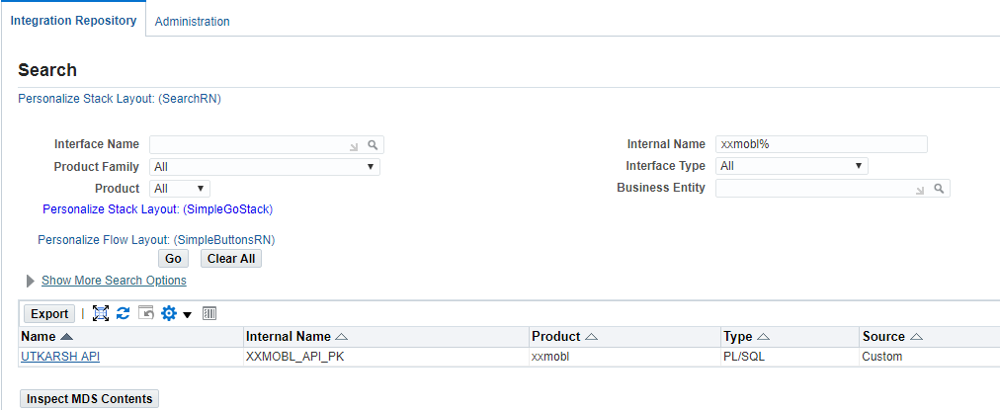 Integration Repository Administration
Search
Personalize Stack Layout: (SearchRN)
Interface Name Internal Name xxmobl%
Product Family All Interface Type All
Product All Business Entity
Personalize Stack Layout: (SimpleGoStack)
Personalize Flow Layout: (SimpleButtonsRN)
Go Clear All
Show More Search Options
Export
Name Internal Name Product Type Source
UTKARSH API XXMOBL_API_PK xxmobl PL/SQL Custom
Inspect MDS Contents